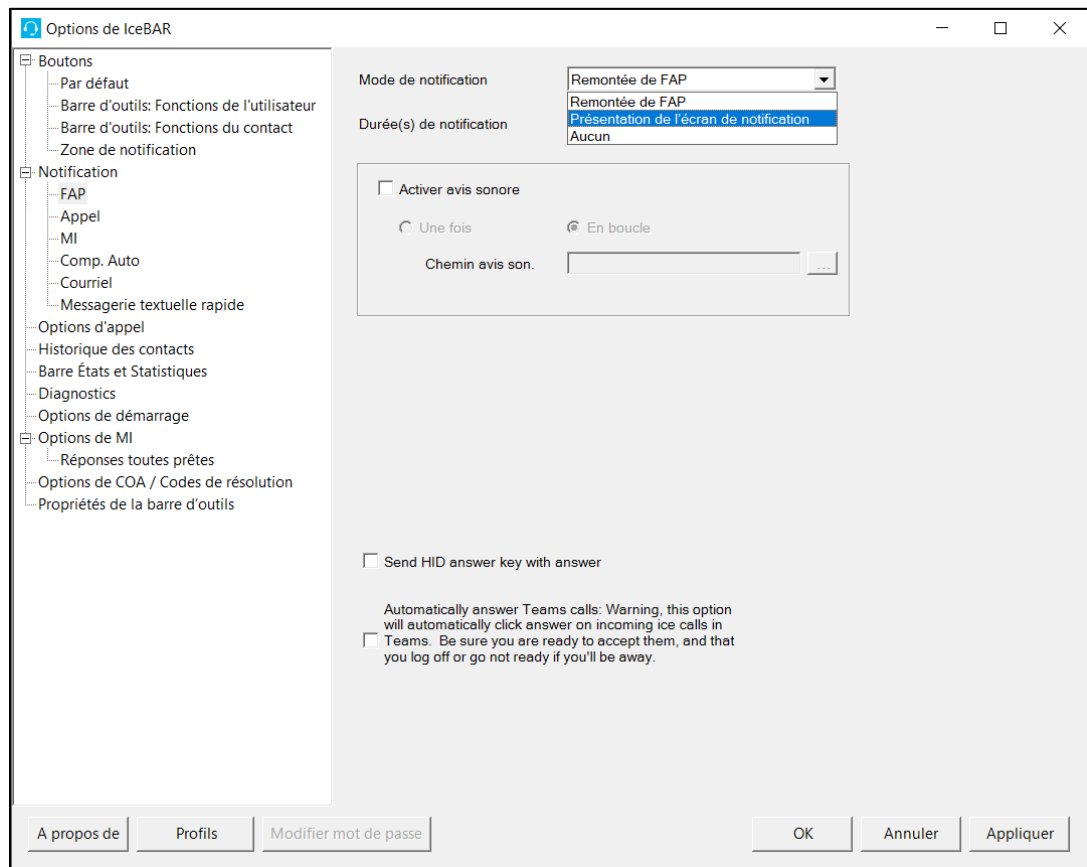 Options de IceBAR
Boutons
Par défaut
Barre d'outils: Fonctions de l'utilisateur
Barre d'outils: Fonctions du contact
Zone de notification
Notification
FAP
Appel
MI
Comp. Auto
Courriel
Messagerie textuelle rapide
Options d'appel
Historique des contacts
Barre États et Statistiques
Diagnostics
Options de démarrage
Options de MI
Réponses toutes prêtes
Options de COA / Codes de résolution
Propriétés de la barre d'outils
Mode de notification
Remontée de FAP
Remontée de FAP
Présentation de l'écran de notification
Aucun
Durée(s) de notification
Activer avis sonore
Une fois
En boucle
Chemin avis son.
...
Send HID answer key with answer
Automatically answer Teams calls: Warning, this option
will automatically click answer on incoming ice calls in
Teams. Be sure you are ready to accept them, and that
you log off or go not ready if you'll be away.
A propos de
Profils
Modifier mot de passe
OK
Annuler
Appliquer